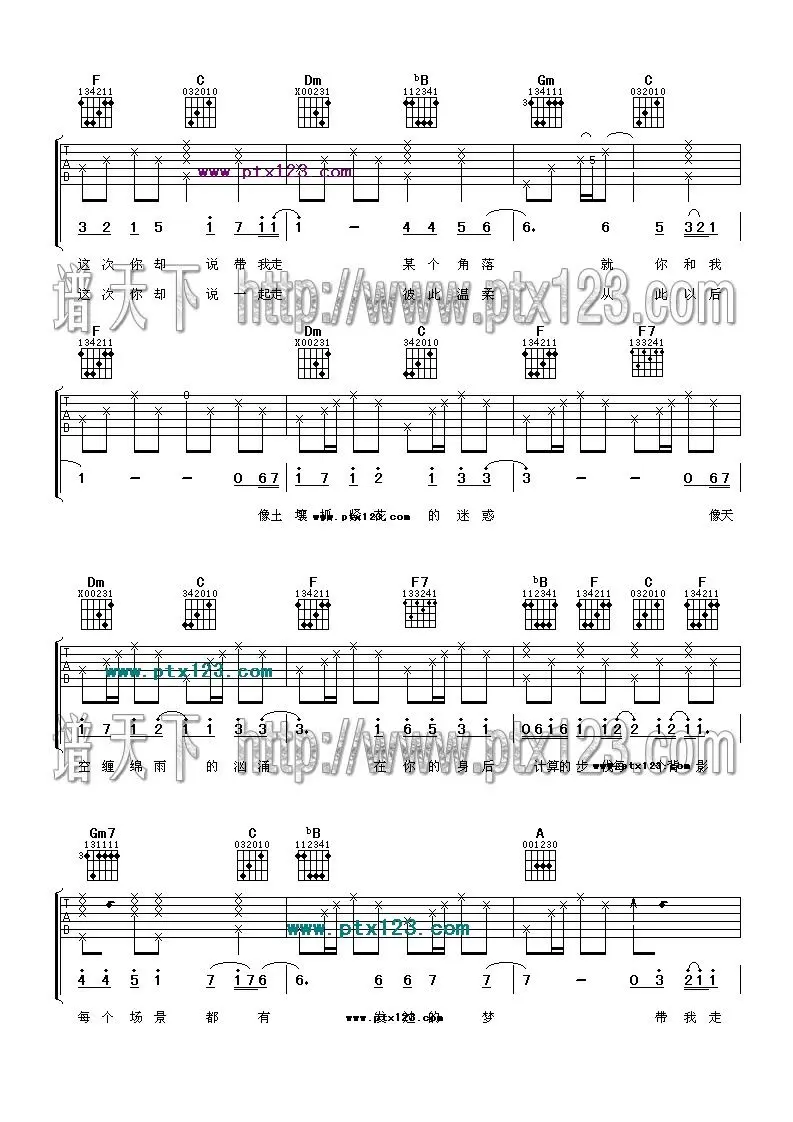 F C Dm ♭B Gm C
134211 032010 X00231 112341 134111 032010
3
T A B 5
www.ptx123.com
3 2 1 5 1 7 1 1 1 - 4 4 5 6 6. 6 5 3 2 1
这次你却 说带我走 某个角落 就你和我
这次你却 说一起走 彼此温柔 从此以后
谱天下 http://www.ptx123.com
F Dm C F F7
134211 X00231 342010 134211 133241
T A B 0
1 - - 0 6 7 1 7 1 2 1 3 3 3 - - 0 6 7
像土壤抓紧花 的迷惑 像天
www.ptx123.com
Dm C F F7 ♭B F C F
X00231 342010 134211 133241 112341 134211 032010 134211
T A B
www.ptx123.com
1 7 1 2 1 1 3 3 3. 1 6 5 3 1 0 6 1 6 1 2 1 2 1 2 1 1.
谱天下 http://www.ptx123.com
空缠绵雨 的汹涌 在你的身后 计算的步 每 背影
www.ptx123.com
Gm7 C ♭B A
131111 032010 112341 001230
3
T A B
www.ptx123.com
4 4 5 1 7 1 7 6 6. 6 6 7 7 7 - 0 3 2 1 1
每个场景都有 的梦 带我走
www.ptx123.com